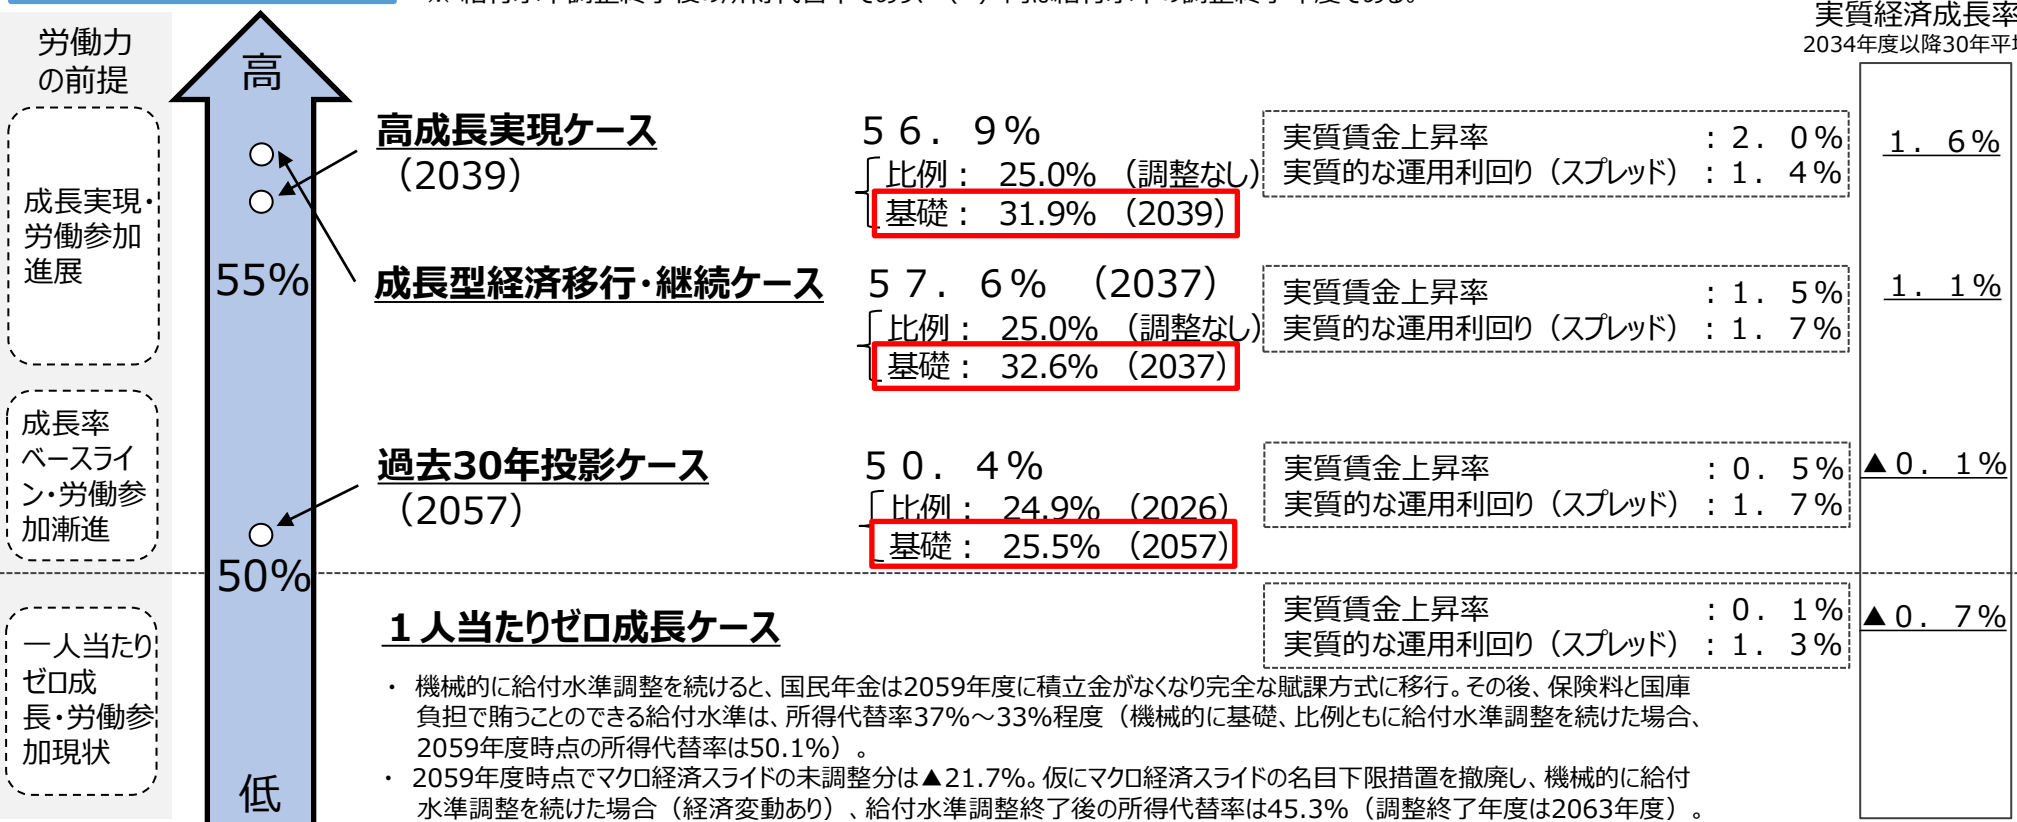 実質経済成長率
労働力
の前提
高
成長実現・
労働参加
進展
55%
高成長実現ケース
（2039）
５６．９%
比例： 25.0% （調整なし）
基礎： 31.9% （2039）
実質賃金上昇率 ：２．０%
実質的な運用利回り（スプレッド） ：１．４%
１．６%
成長型経済移行・継続ケース
５７．６% （2037）
比例： 25.0% （調整なし）
基礎： 32.6% （2037）
実質賃金上昇率 ：１．５%
実質的な運用利回り（スプレッド） ：１．７%
１．１%
成長率
ベースライ
ン・労働参
加漸進
過去30年投影ケース
（2057）
５０．４%
比例： 24.9% （2026）
基礎： 25.5% （2057）
実質賃金上昇率 ：０．５%
実質的な運用利回り（スプレッド） ：１．７%
▲０．１%
50%
一人当たり
ゼロ成
長・労働参
加現状
低
１人当たりゼロ成長ケース
実質賃金上昇率 ：０．１%
実質的な運用利回り（スプレッド） ：１．３%
▲０．７%
・ 機械的に給付水準調整を続けると、国民年金は2059年度に積立金がなくなり完全な賦課方式に移行。その後、保険料と国庫
負担で賄うことのできる給付水準は、所得代替率37%～33%程度（機械的に基礎、比例ともに給付水準調整を続けた場合、
2059年度時点の所得代替率は50.1%）。
・ 2059年度時点でマクロ経済スライドの未調整分は▲21.7%。仮にマクロ経済スライドの名目下限措置を撤廃し、機械的に給付
水準調整を続けた場合（経済変動あり）、給付水準調整終了後の所得代替率は45.3%（調整終了年度は2063年度）。